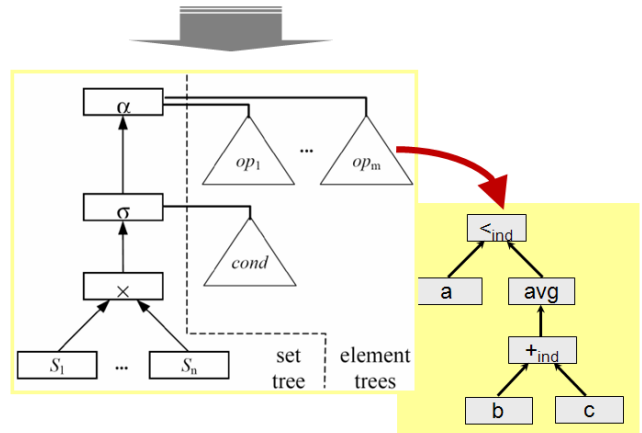 α
op1 ... opm
σ
<ind
cond
a avg
×
+ind
S1 ... Sn
set element
tree trees
b c